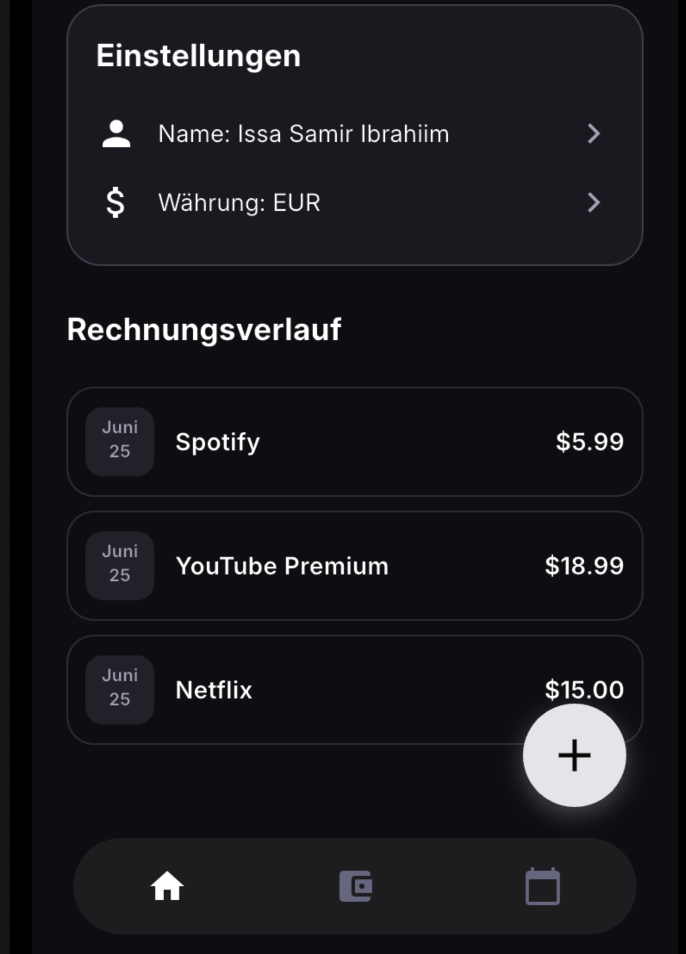 Einstellungen
Name: Issa Samir Ibrahiim
Währung: EUR
Rechnungsverlauf
Juni
25
Spotify
$5.99
Juni
25
YouTube Premium
$18.99
Juni
25
Netflix
$15.00